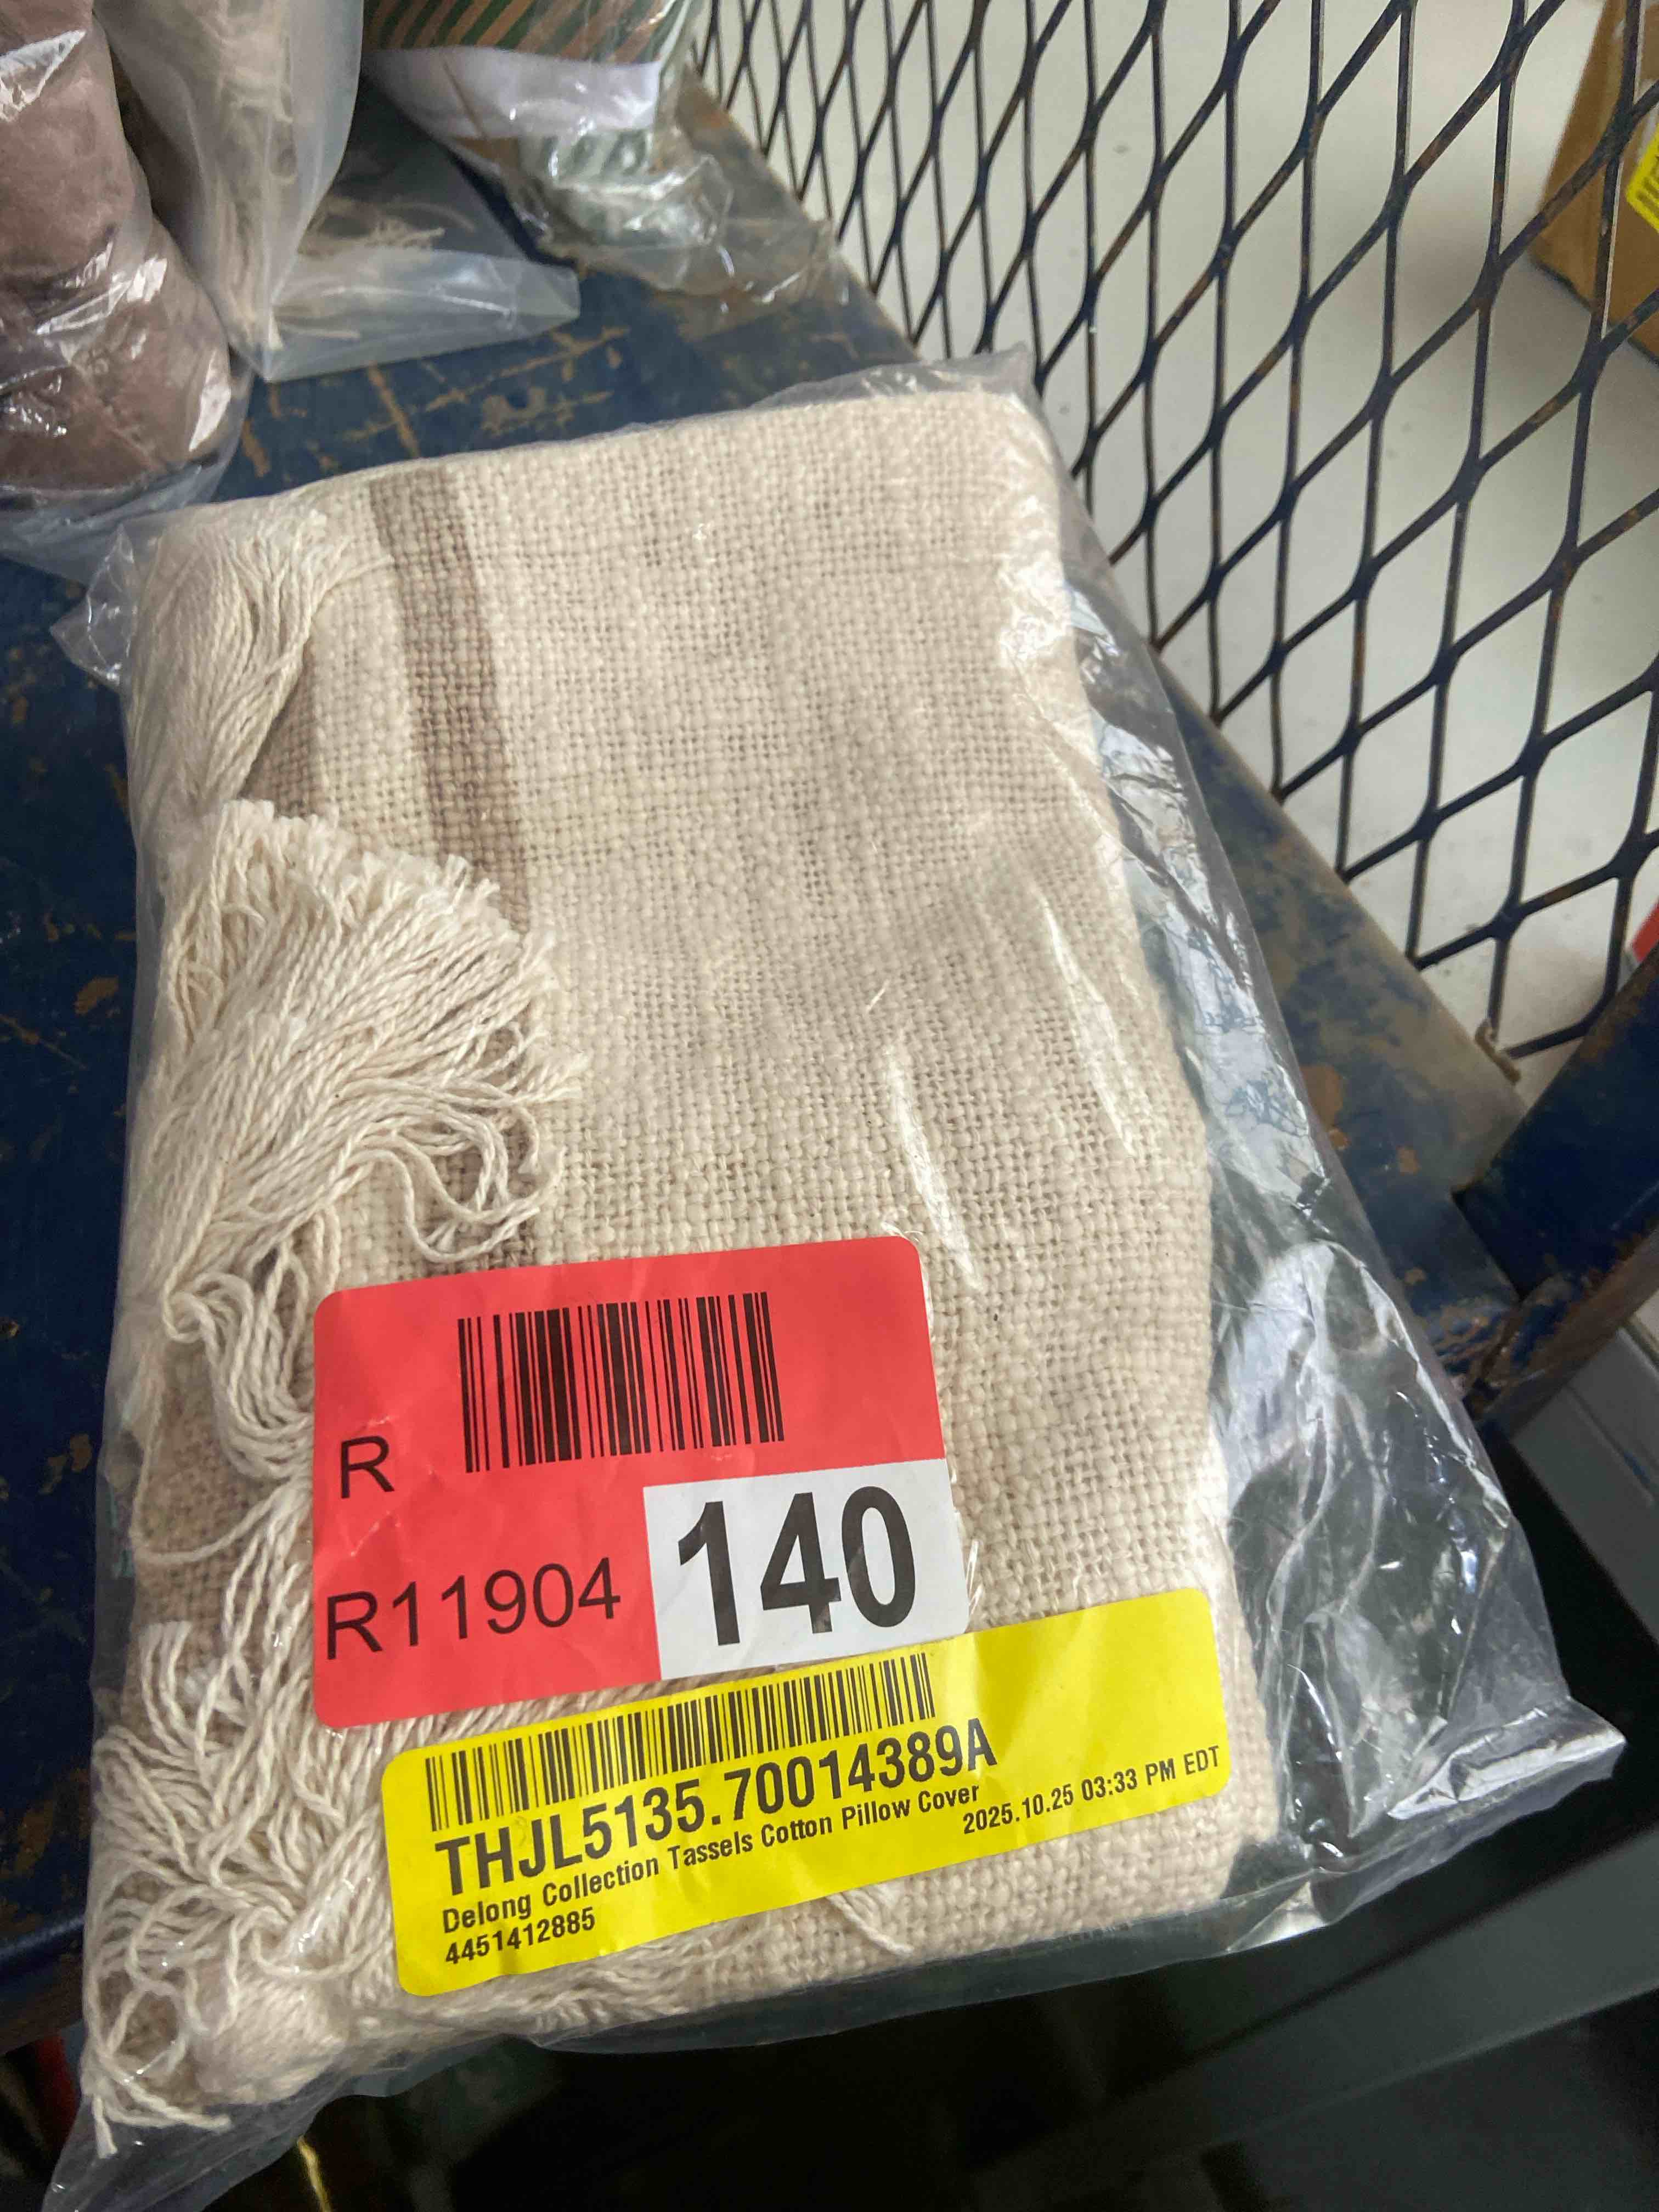 R
R11904
140
THJL5135.70014389A
Delong Collection Tassels Cotton Pillow Cover
4451412885
2025.10.25 03:33 PM EDT